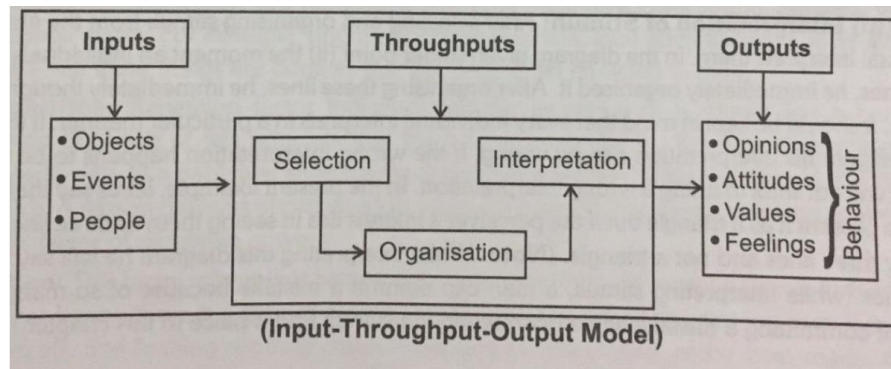 Inputs
Throughputs
Outputs
• Objects
• Events
• People
Selection
Organisation
Interpretation
• Opinions
• Attitudes
• Values
• Feelings
Behaviour
(Input-Throughput-Output Model)